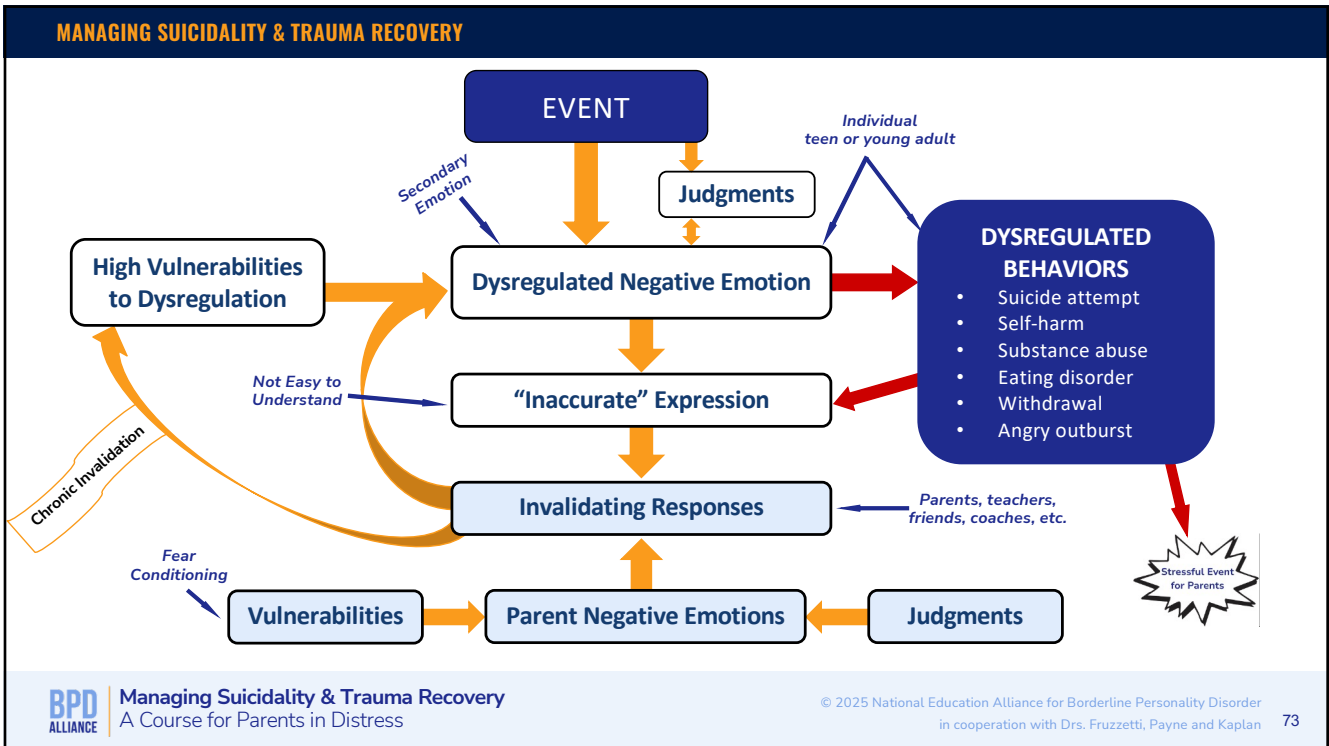 MANAGING SUICIDALITY & TRAUMA RECOVERY
EVENT
Individual
teen or young adult
Secondary
Emotion
Judgments
High Vulnerabilities
to Dysregulation
Dysregulated Negative Emotion
DYSREGULATED
BEHAVIORS
• Suicide attempt
• Self-harm
• Substance abuse
• Eating disorder
• Withdrawal
• Angry outburst
Not Easy to
Understand
“Inaccurate” Expression
Chronic Invalidation
Invalidating Responses
Parents, teachers,
friends, coaches, etc.
Fear
Conditioning
Stressful Event
for Parents
Vulnerabilities
Parent Negative Emotions
Judgments
BPD
ALLIANCE
Managing Suicidality & Trauma Recovery
A Course for Parents in Distress
© 2025 National Education Alliance for Borderline Personality Disorder
in cooperation with Drs. Fruzzetti, Payne and Kaplan
73